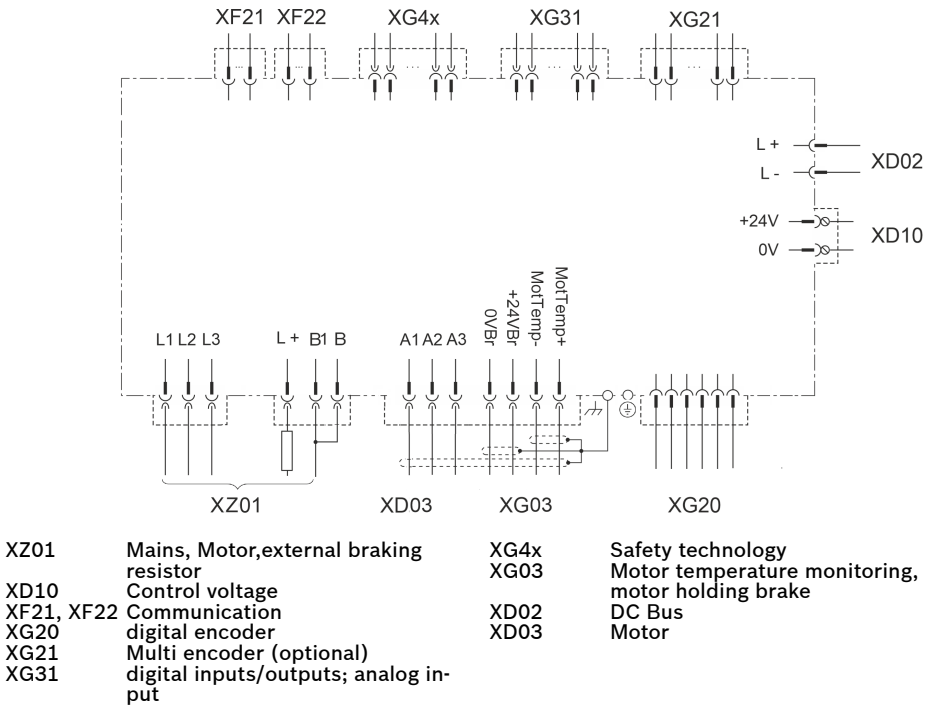 XF21 XF22 XG4x XG31 XG21
L +
XD02
L -
+24V
XD10
0V
L1 L2 L3 L + B1 B A1 A2 A3 0VBr +24VBr MotTemp- MotTemp+
XZ01 XD03 XG03 XG20
XZ01 Mains, Motor,external braking
resistor
XD10 Control voltage
XF21, XF22 Communication
XG20 digital encoder
XG21 Multi encoder (optional)
XG31 digital inputs/outputs; analog in-
put
XG4x Safety technology
XG03 Motor temperature monitoring,
motor holding brake
XD02 DC Bus
XD03 Motor